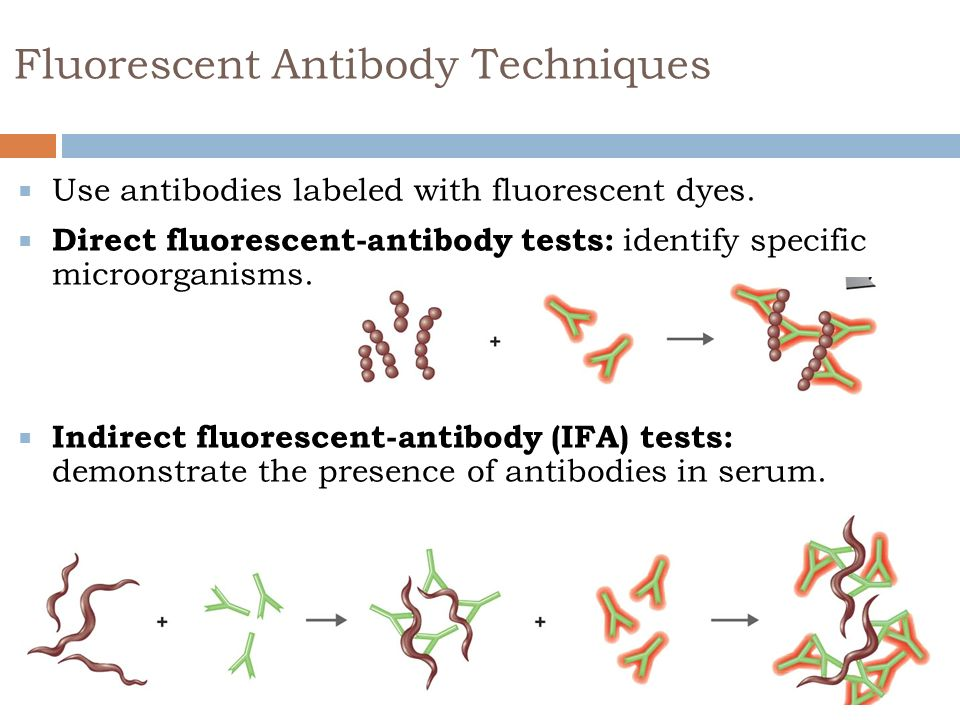 Fluorescent Antibody Techniques
Use antibodies labeled with fluorescent dyes.
Direct fluorescent-antibody tests: identify specific
microorganisms.
+
Indirect fluorescent-antibody (IFA) tests:
demonstrate the presence of antibodies in serum.
+ +